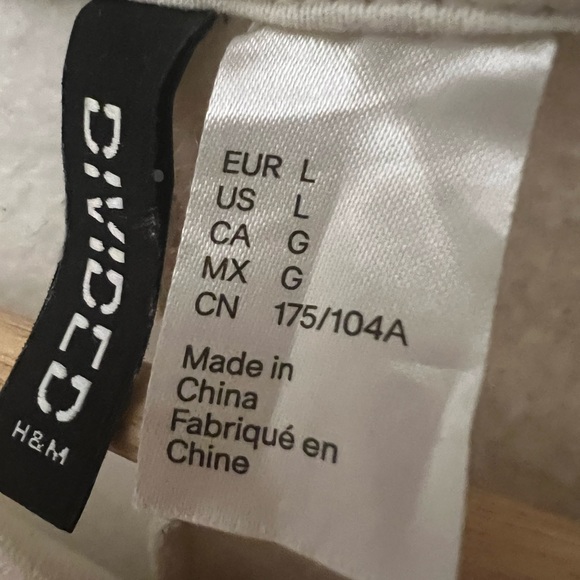 DIVIDED
H&M
EUR L
US L
CA G
MX G
CN 175/104A
Made in
China
Fabriqué en
Chine